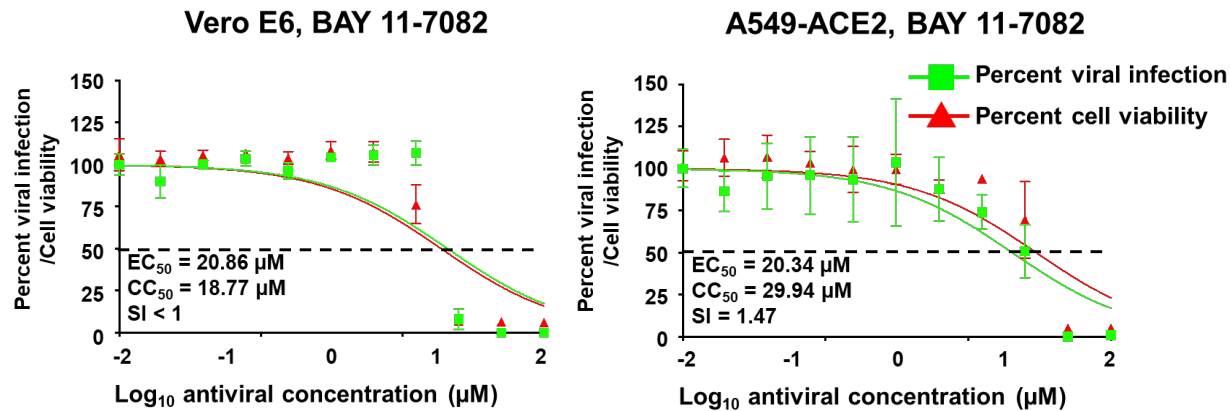 Vero E6, BAY 11-7082
Percent viral infection
/Cell viability
150
125
100
75
50
25
0
EC50 = 20.86 µM
CC50 = 18.77 µM
SI < 1
-2
-1
0
1
2
Log10 antiviral concentration (µM)
A549-ACE2, BAY 11-7082
Percent viral infection
Percent cell viability
Percent viral infection
/Cell viability
150
125
100
75
50
25
0
EC50 = 20.34 µM
CC50 = 29.94 µM
SI = 1.47
-2
-1
0
1
2
Log10 antiviral concentration (µM)